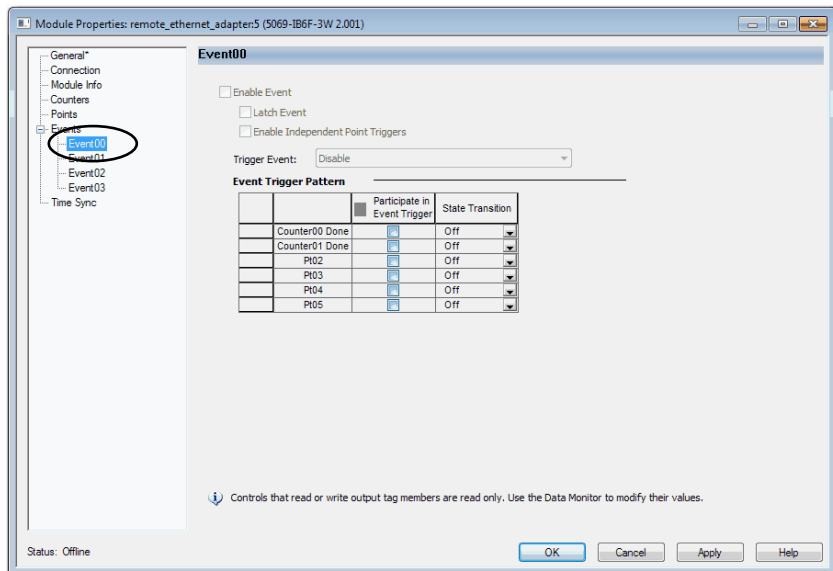 Module Properties: remote_ethernet_adapter:5 (5069-IB6F-3W 2.001)
General*
Connection
Module Info
Counters
Points
Events
Event00
Event01
Event02
Event03
Time Sync
Event00
Enable Event
Latch Event
Enable Independent Point Triggers
Trigger Event: Disable
Event Trigger Pattern
Participate in
Event Trigger
State Transition
Counter00 Done Off
Counter01 Done Off
Pt02 Off
Pt03 Off
Pt04 Off
Pt05 Off
Controls that read or write output tag members are read only. Use the Data Monitor to modify their values.
Status: Offline
OK Cancel Apply Help